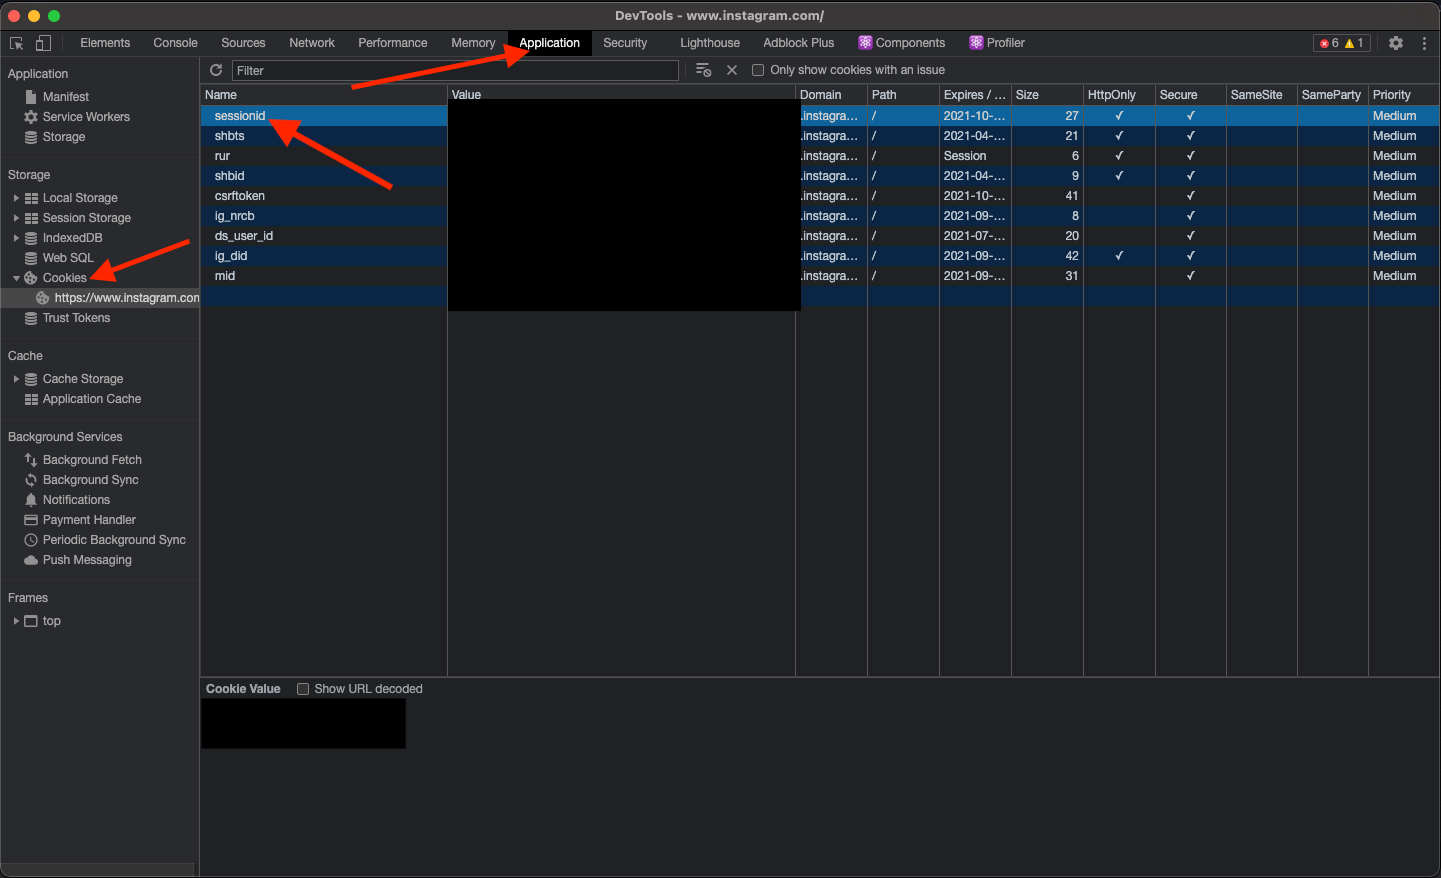 DevTools - www.instagram.com/
Elements Console Sources Network Performance Memory Application Security Lighthouse Adblock Plus Components Profiler 6 1
Application
Manifest
Service Workers
Storage
Storage
Local Storage
Session Storage
IndexedDB
Web SQL
Cookies
https://www.instagram.con
Trust Tokens
Cache
Cache Storage
Application Cache
Background Services
Background Fetch
Background Sync
Notifications
Payment Handler
Periodic Background Sync
Push Messaging
Frames
top
Filter Only show cookies with an issue
Name Value Domain Path Expires / ... Size HttpOnly Secure SameSite SameParty Priority
sessionid .instagra... / 2021-10-... 27 ✓ ✓ Medium
shbts .instagra... / 2021-04-... 21 ✓ ✓ Medium
rur .instagra... / Session 6 ✓ ✓ Medium
shbid .instagra... / 2021-04-... 9 ✓ ✓ Medium
csrftoken .instagra... / 2021-10-... 41 ✓ Medium
ig_nrcb .instagra... / 2021-09-... 8 ✓ Medium
ds_user_id .instagra... / 2021-07-... 20 ✓ Medium
ig_did .instagra... / 2021-09-... 42 ✓ ✓ Medium
mid .instagra... / 2021-09-... 31 ✓ Medium
Cookie Value Show URL decoded